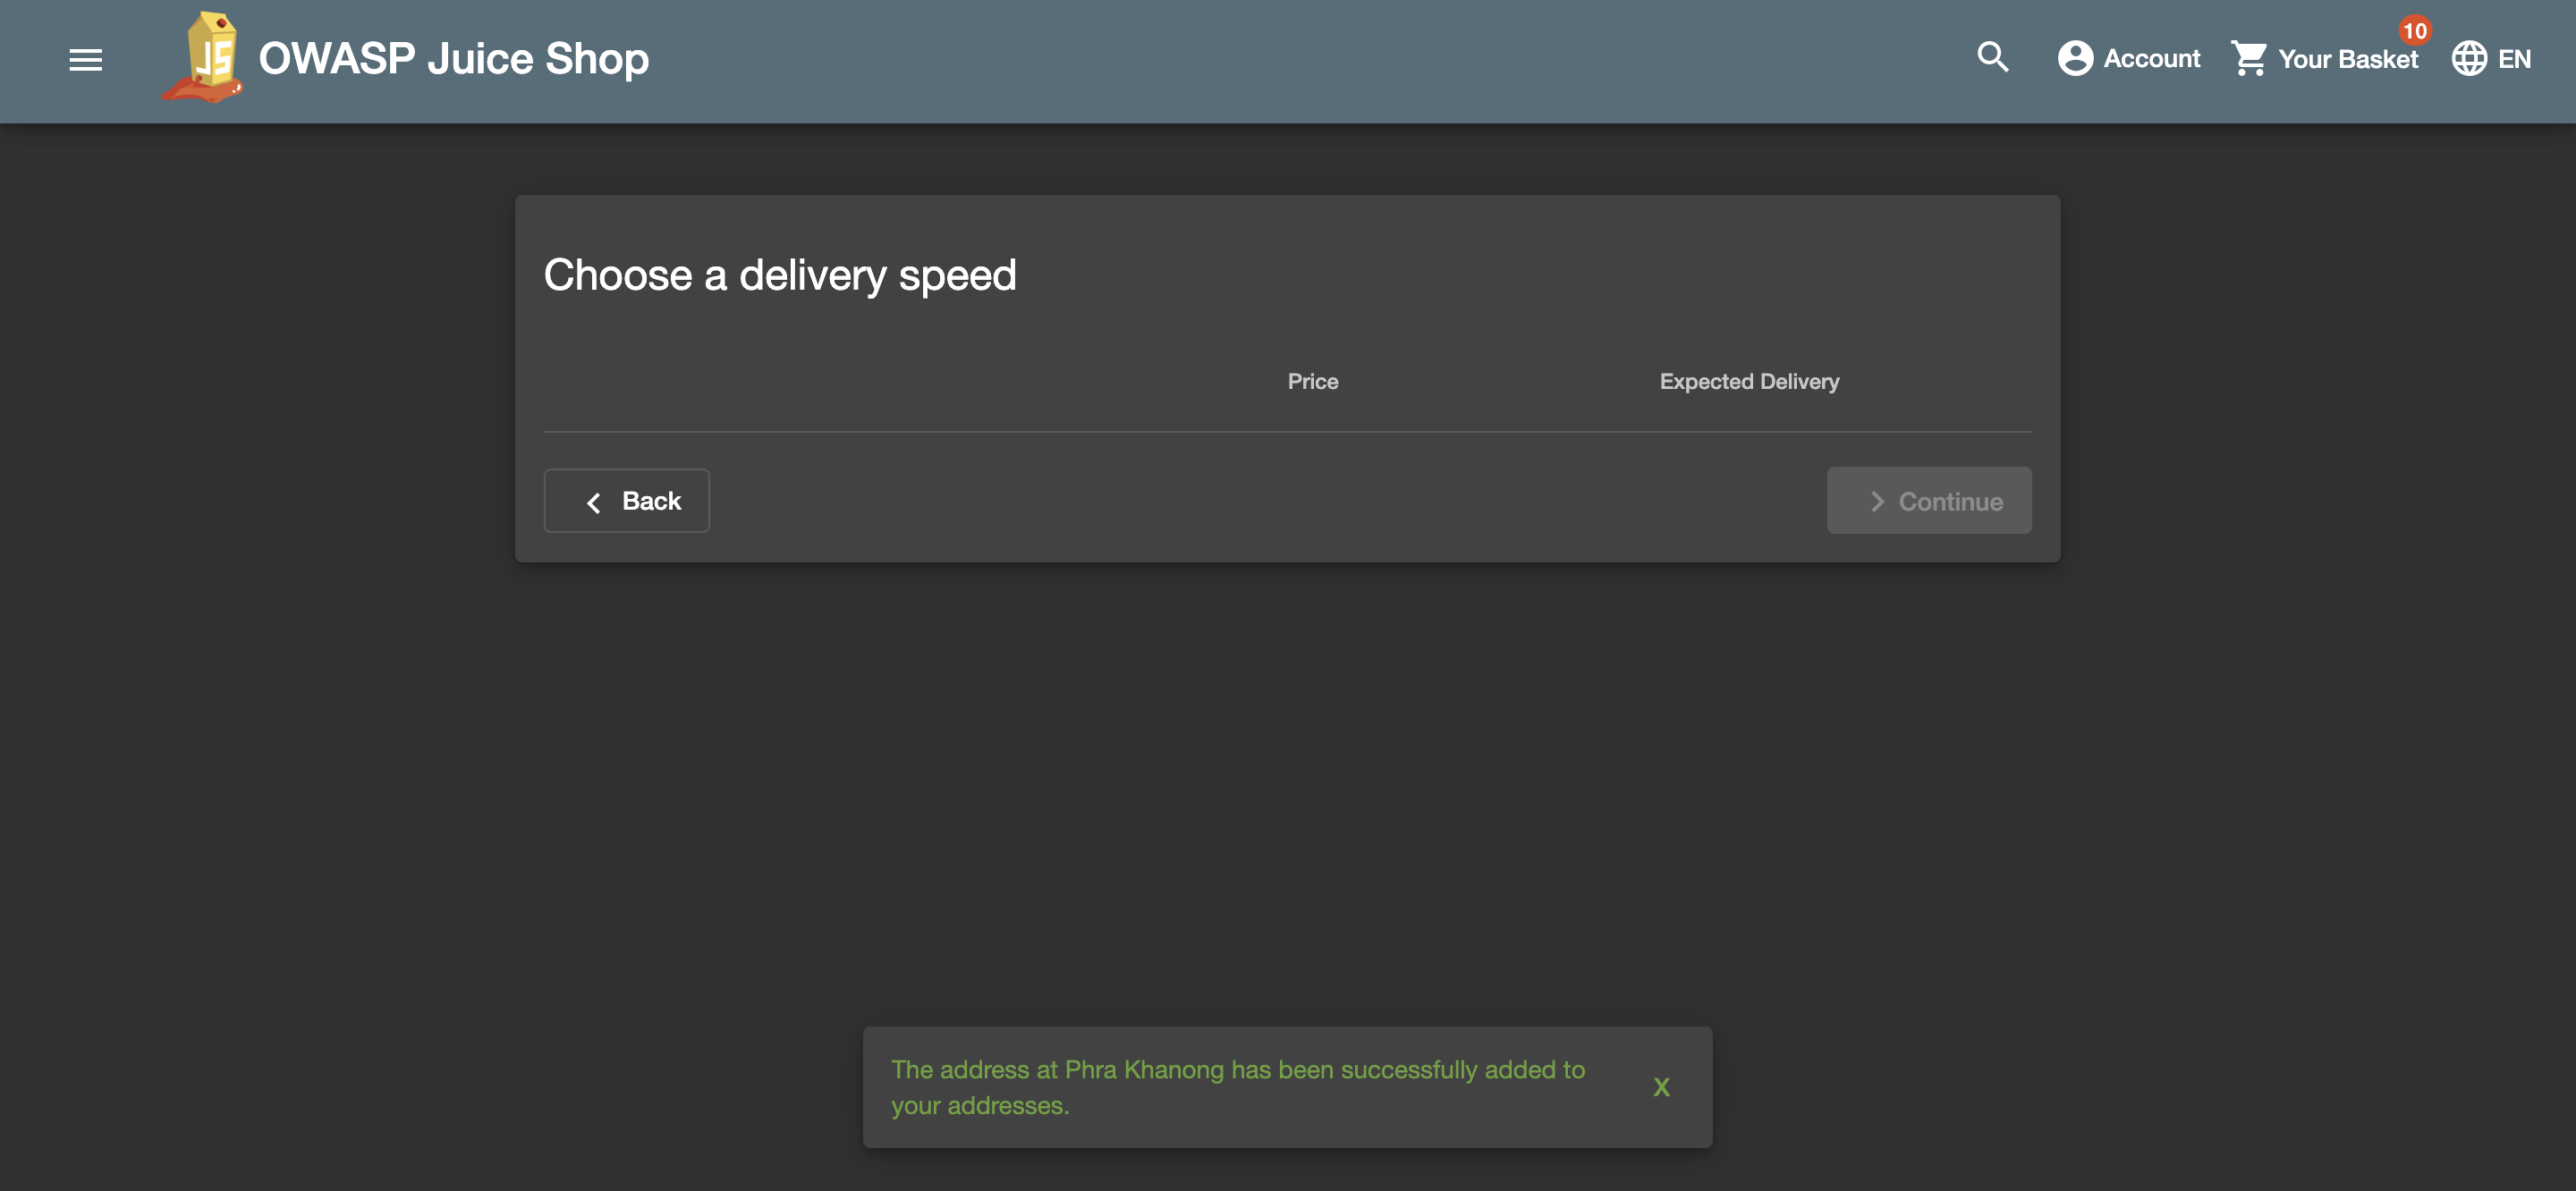 JS
OWASP Juice Shop
Account
10
Your Basket
EN
Choose a delivery speed
Price
Expected Delivery
Back
Continue
The address at Phra Khanong has been successfully added to
your addresses.
X